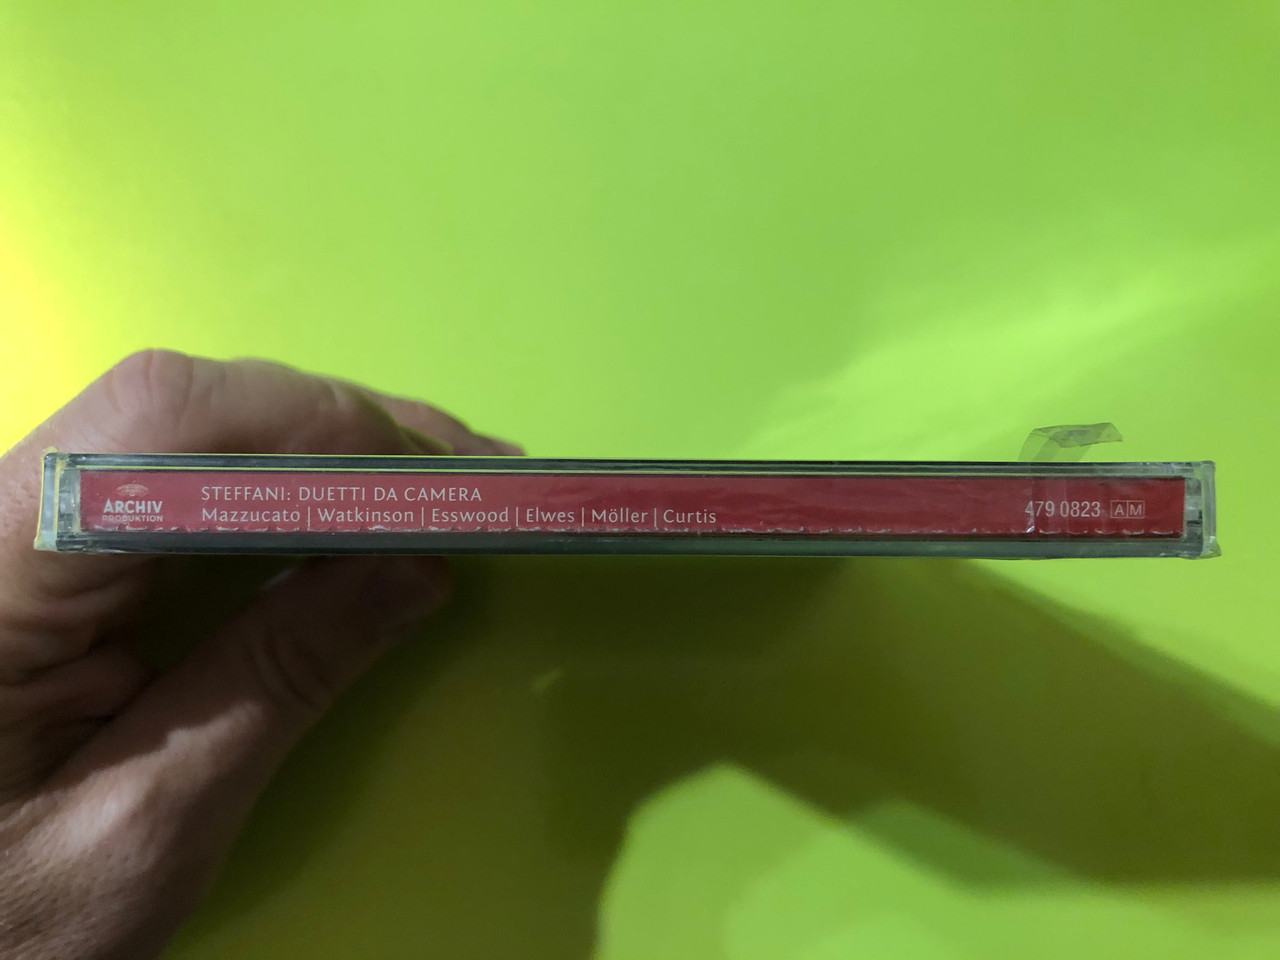 ARCHIV
PRODUKTION
STEFFANI: DUETTI DA CAMERA
Mazzucato | Watkinson | Esswood | Elwes | Möller | Curtis
479 0823 AM